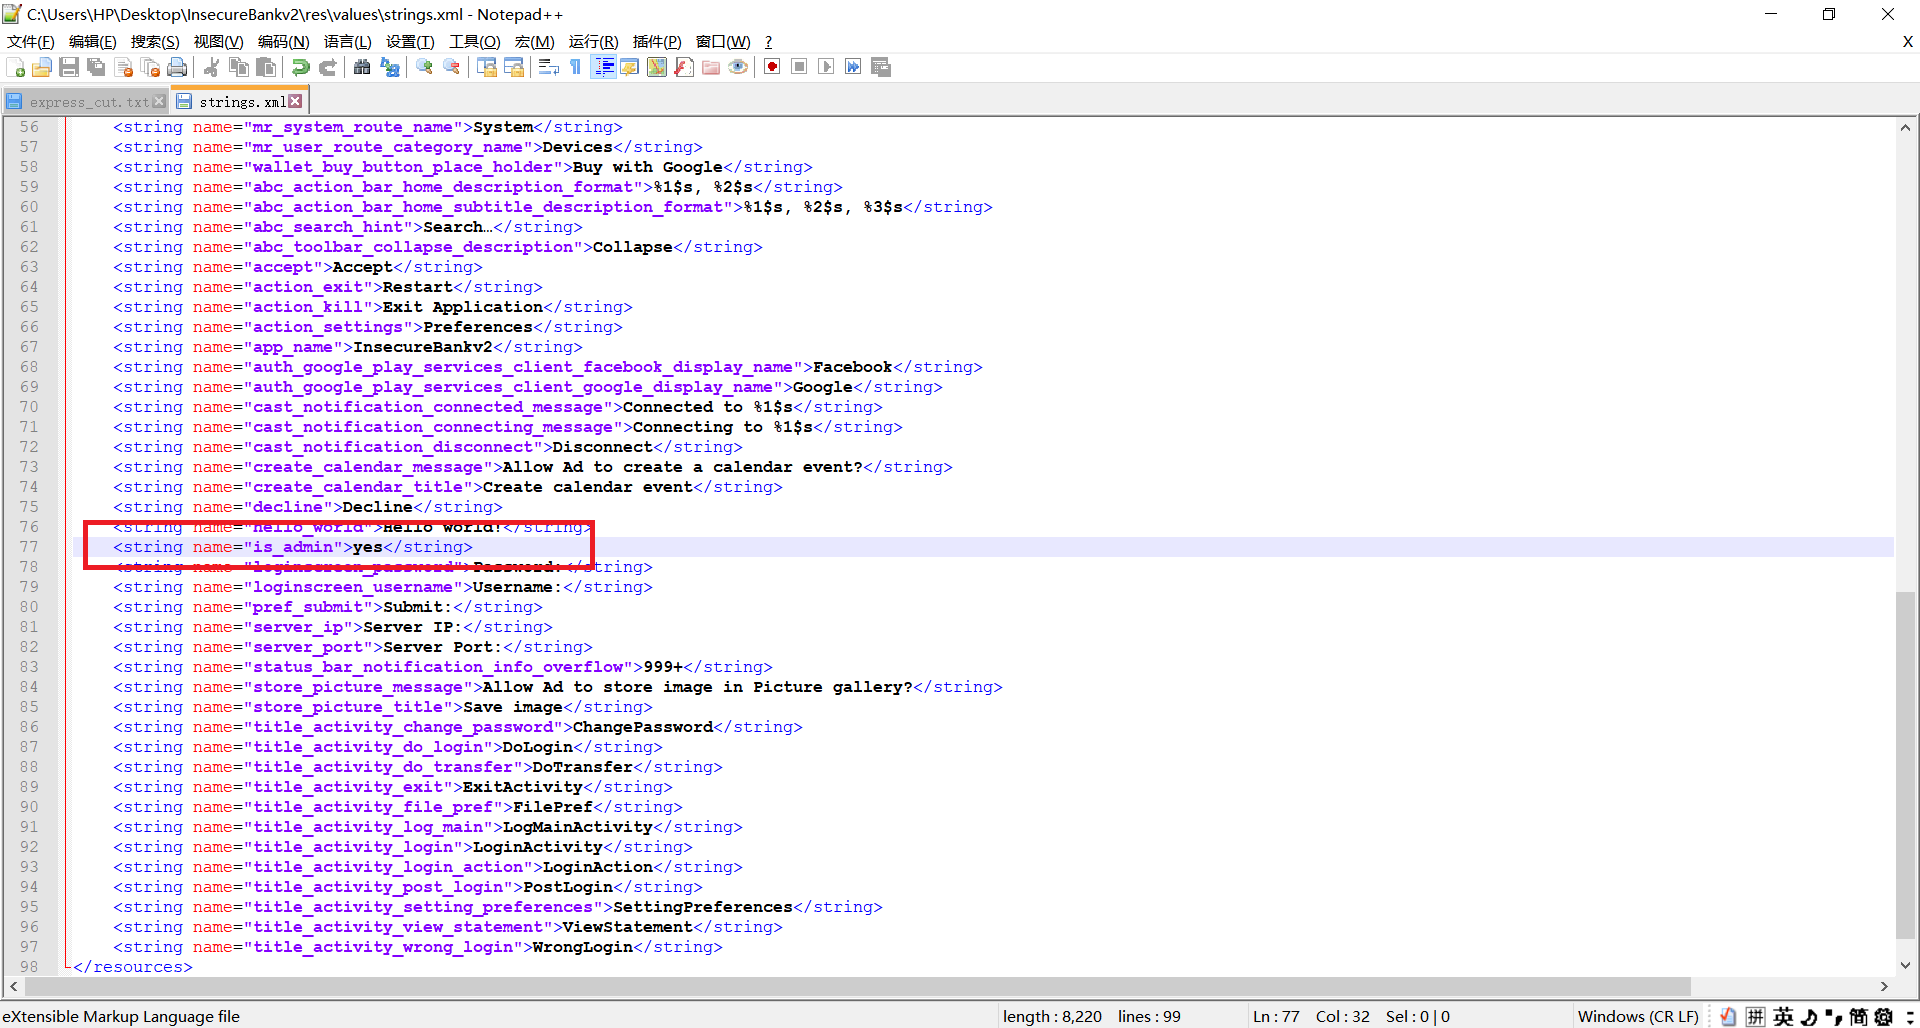 C:\Users\HP\Desktop\InsecureBankv2\res\values\strings.xml - Notepad++
文件(F) 编辑(E) 搜索(S) 视图(V) 编码(N) 语言(L) 设置(T) 工具(O) 宏(M) 运行(R) 插件(P) 窗口(W) ? X
express_cut.txt strings.xml
56 <string name="mr_system_route_name">System</string>
57 <string name="mr_user_route_category_name">Devices</string>
58 <string name="wallet_buy_button_place_holder">Buy with Google</string>
59 <string name="abc_action_bar_home_description_format">%1$s, %2$s</string>
60 <string name="abc_action_bar_home_subtitle_description_format">%1$s, %2$s, %3$s</string>
61 <string name="abc_search_hint">Search…</string>
62 <string name="abc_toolbar_collapse_description">Collapse</string>
63 <string name="accept">Accept</string>
64 <string name="action_exit">Restart</string>
65 <string name="action_kill">Exit Application</string>
66 <string name="action_settings">Preferences</string>
67 <string name="app_name">InsecureBankv2</string>
68 <string name="auth_google_play_services_client_facebook_display_name">Facebook</string>
69 <string name="auth_google_play_services_client_google_display_name">Google</string>
70 <string name="cast_notification_connected_message">Connected to %1$s</string>
71 <string name="cast_notification_connecting_message">Connecting to %1$s</string>
72 <string name="cast_notification_disconnect">Disconnect</string>
73 <string name="create_calendar_message">Allow Ad to create a calendar event?</string>
74 <string name="create_calendar_title">Create calendar event</string>
75 <string name="decline">Decline</string>
76 <string name="hello_world">Hello world!</string>
77 <string name="is_admin">yes</string>
78 <string name="loginscreen_password">Password:</string>
79 <string name="loginscreen_username">Username:</string>
80 <string name="pref_submit">Submit:</string>
81 <string name="server_ip">Server IP:</string>
82 <string name="server_port">Server Port:</string>
83 <string name="status_bar_notification_info_overflow">999+</string>
84 <string name="store_picture_message">Allow Ad to store image in Picture gallery?</string>
85 <string name="store_picture_title">Save image</string>
86 <string name="title_activity_change_password">ChangePassword</string>
87 <string name="title_activity_do_login">DoLogin</string>
88 <string name="title_activity_do_transfer">DoTransfer</string>
89 <string name="title_activity_exit">ExitActivity</string>
90 <string name="title_activity_file_pref">FilePref</string>
91 <string name="title_activity_log_main">LogMainActivity</string>
92 <string name="title_activity_login">LoginActivity</string>
93 <string name="title_activity_login_action">LoginAction</string>
94 <string name="title_activity_post_login">PostLogin</string>
95 <string name="title_activity_setting_preferences">SettingPreferences</string>
96 <string name="title_activity_view_statement">ViewStatement</string>
97 <string name="title_activity_wrong_login">WrongLogin</string>
98 </resources>
eXtensible Markup Language file length : 8,220 lines : 99 Ln : 77 Col : 32 Sel : 0 | 0 Windows (CR LF) 拼 英 简